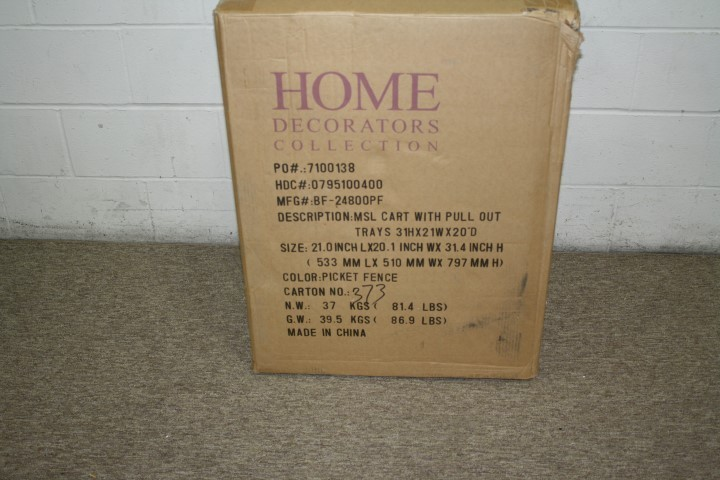 HOME
DECORATORS
COLLECTION
PO#.:7100138
HDC#:0795100400
MFG#:BF-24800PF
DESCRIPTION:MSL CART WITH PULL OUT
TRAYS 31HX21WX20"D
SIZE: 21.0 INCH LX20.1 INCH WX 31.4 INCH H
( 533 MM LX 510 MM WX 797 MM H)
COLOR:PICKET FENCE
CARTON NO.:373
N.W.: 37 KGS ( 81.4 LBS)
G.W.: 39.5 KGS ( 86.9 LBS)
MADE IN CHINA